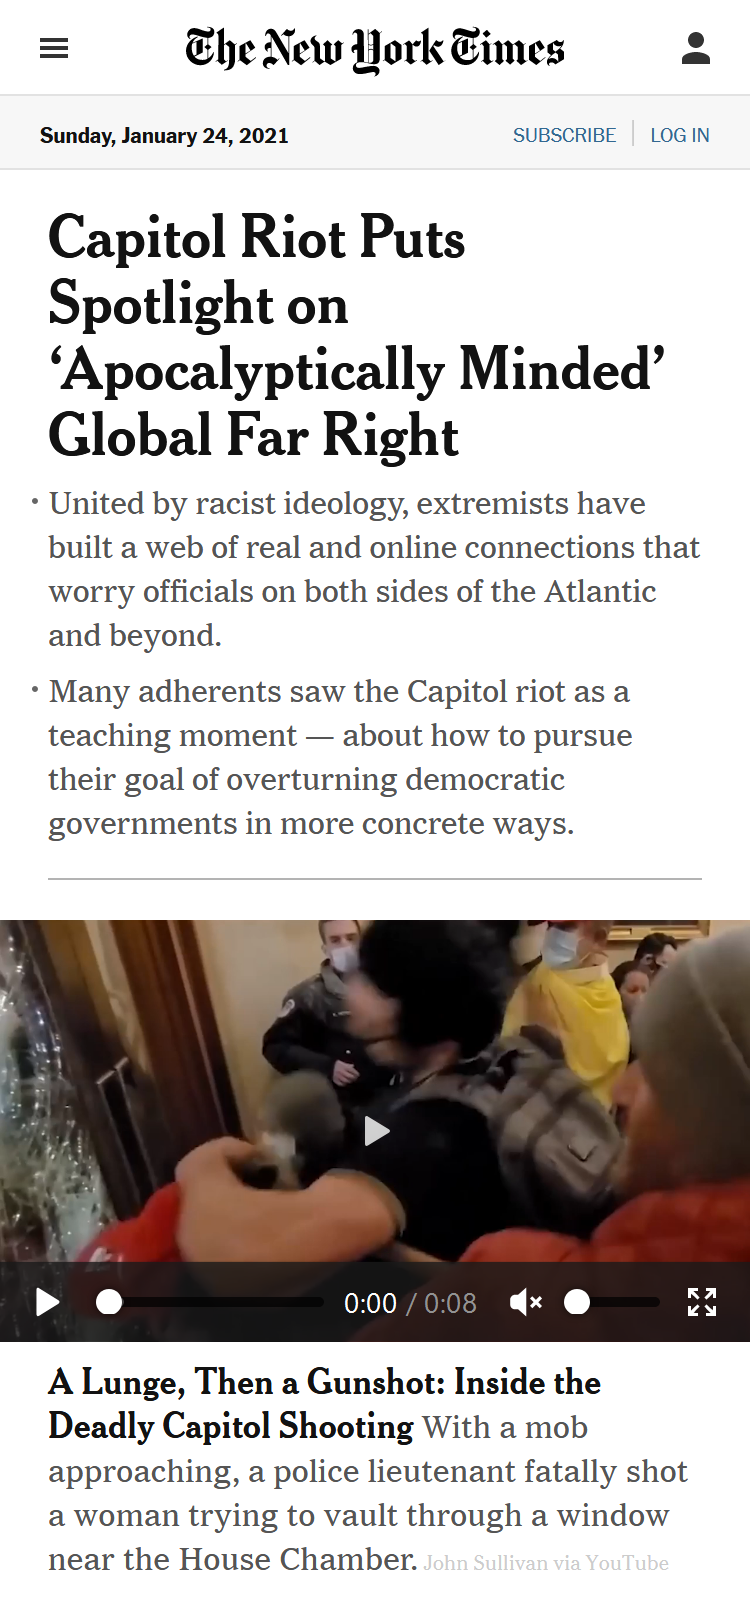 The New York Times
Sunday, January 24, 2021
SUBSCRIBE
LOG IN
Capitol Riot Puts
Spotlight on
‘Apocalyptically Minded’
Global Far Right
• United by racist ideology, extremists have
built a web of real and online connections that
worry officials on both sides of the Atlantic
and beyond.
• Many adherents saw the Capitol riot as a
teaching moment — about how to pursue
their goal of overturning democratic
governments in more concrete ways.
0:00 / 0:08
A Lunge, Then a Gunshot: Inside the
Deadly Capitol Shooting With a mob
approaching, a police lieutenant fatally shot
a woman trying to vault through a window
near the House Chamber. John Sullivan via YouTube